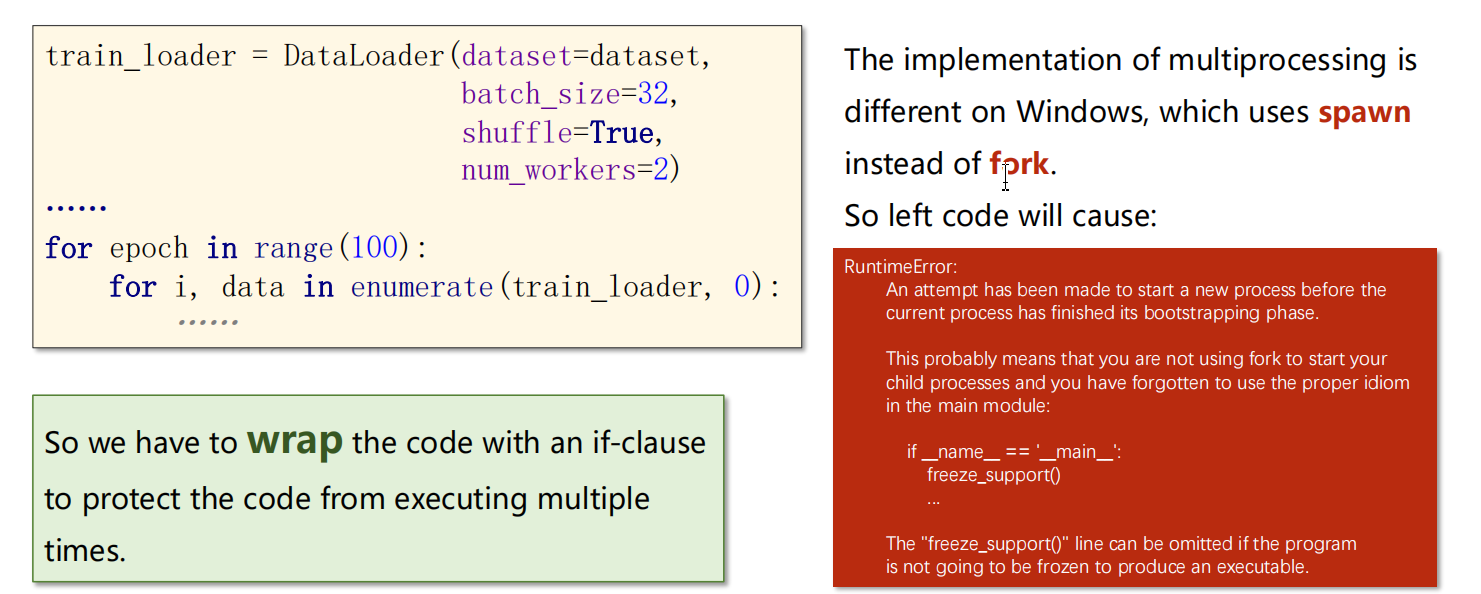 train_loader = DataLoader(dataset=dataset,
                          batch_size=32,
                          shuffle=True,
                          num_workers=2)
……
for epoch in range(100):
    for i, data in enumerate(train_loader, 0):
        ……
So we have to wrap the code with an if-clause
to protect the code from executing multiple
times.
The implementation of multiprocessing is
different on Windows, which uses spawn
instead of fork.
So left code will cause:
RuntimeError:
An attempt has been made to start a new process before the
current process has finished its bootstrapping phase.
This probably means that you are not using fork to start your
child processes and you have forgotten to use the proper idiom
in the main module:
if __name__ == '__main__':
freeze_support()
...
The "freeze_support()" line can be omitted if the program
is not going to be frozen to produce an executable.